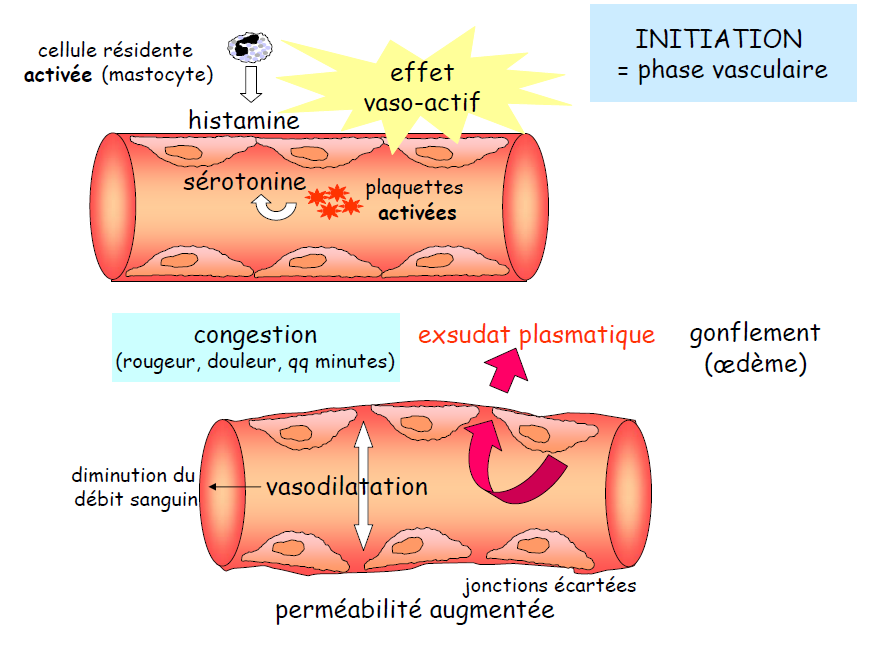 INITIATION
= phase vasculaire
cellule résidente
activée (mastocyte)
effet
vaso-actif
histamine
sérotonine
plaquettes
activées
congestion
(rougeur, douleur, qq minutes)
exsudat plasmatique
gonflement
(œdème)
diminution du
débit sanguin
vasodilatation
jonctions écartées
perméabilité augmentée